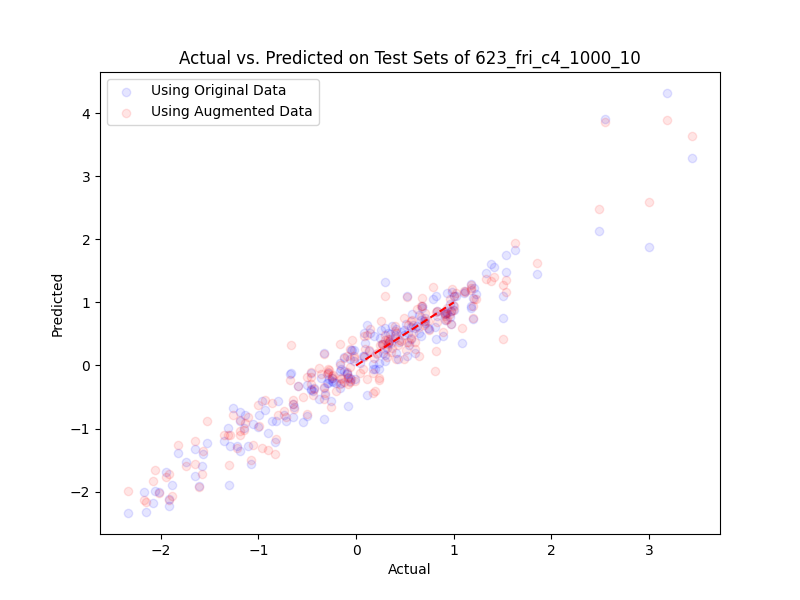 Actual vs. Predicted on Test Sets of 623_fri_c4_1000_10
Using Original Data
Using Augmented Data
4
3
2
1
0
−1
−2
Predicted
−2 −1 0 1 2 3
Actual